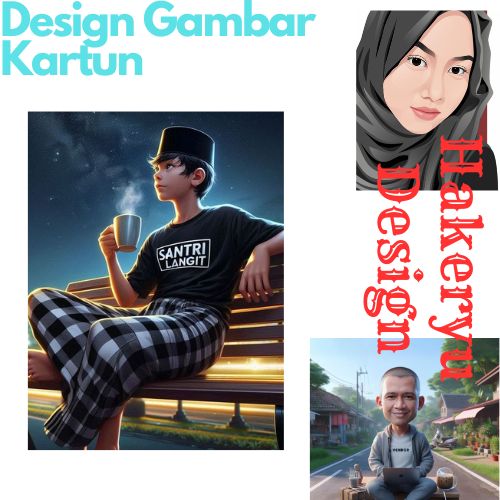 Design Gambar
Kartun
SANTRI
LANGIT
Hakeryu
Design